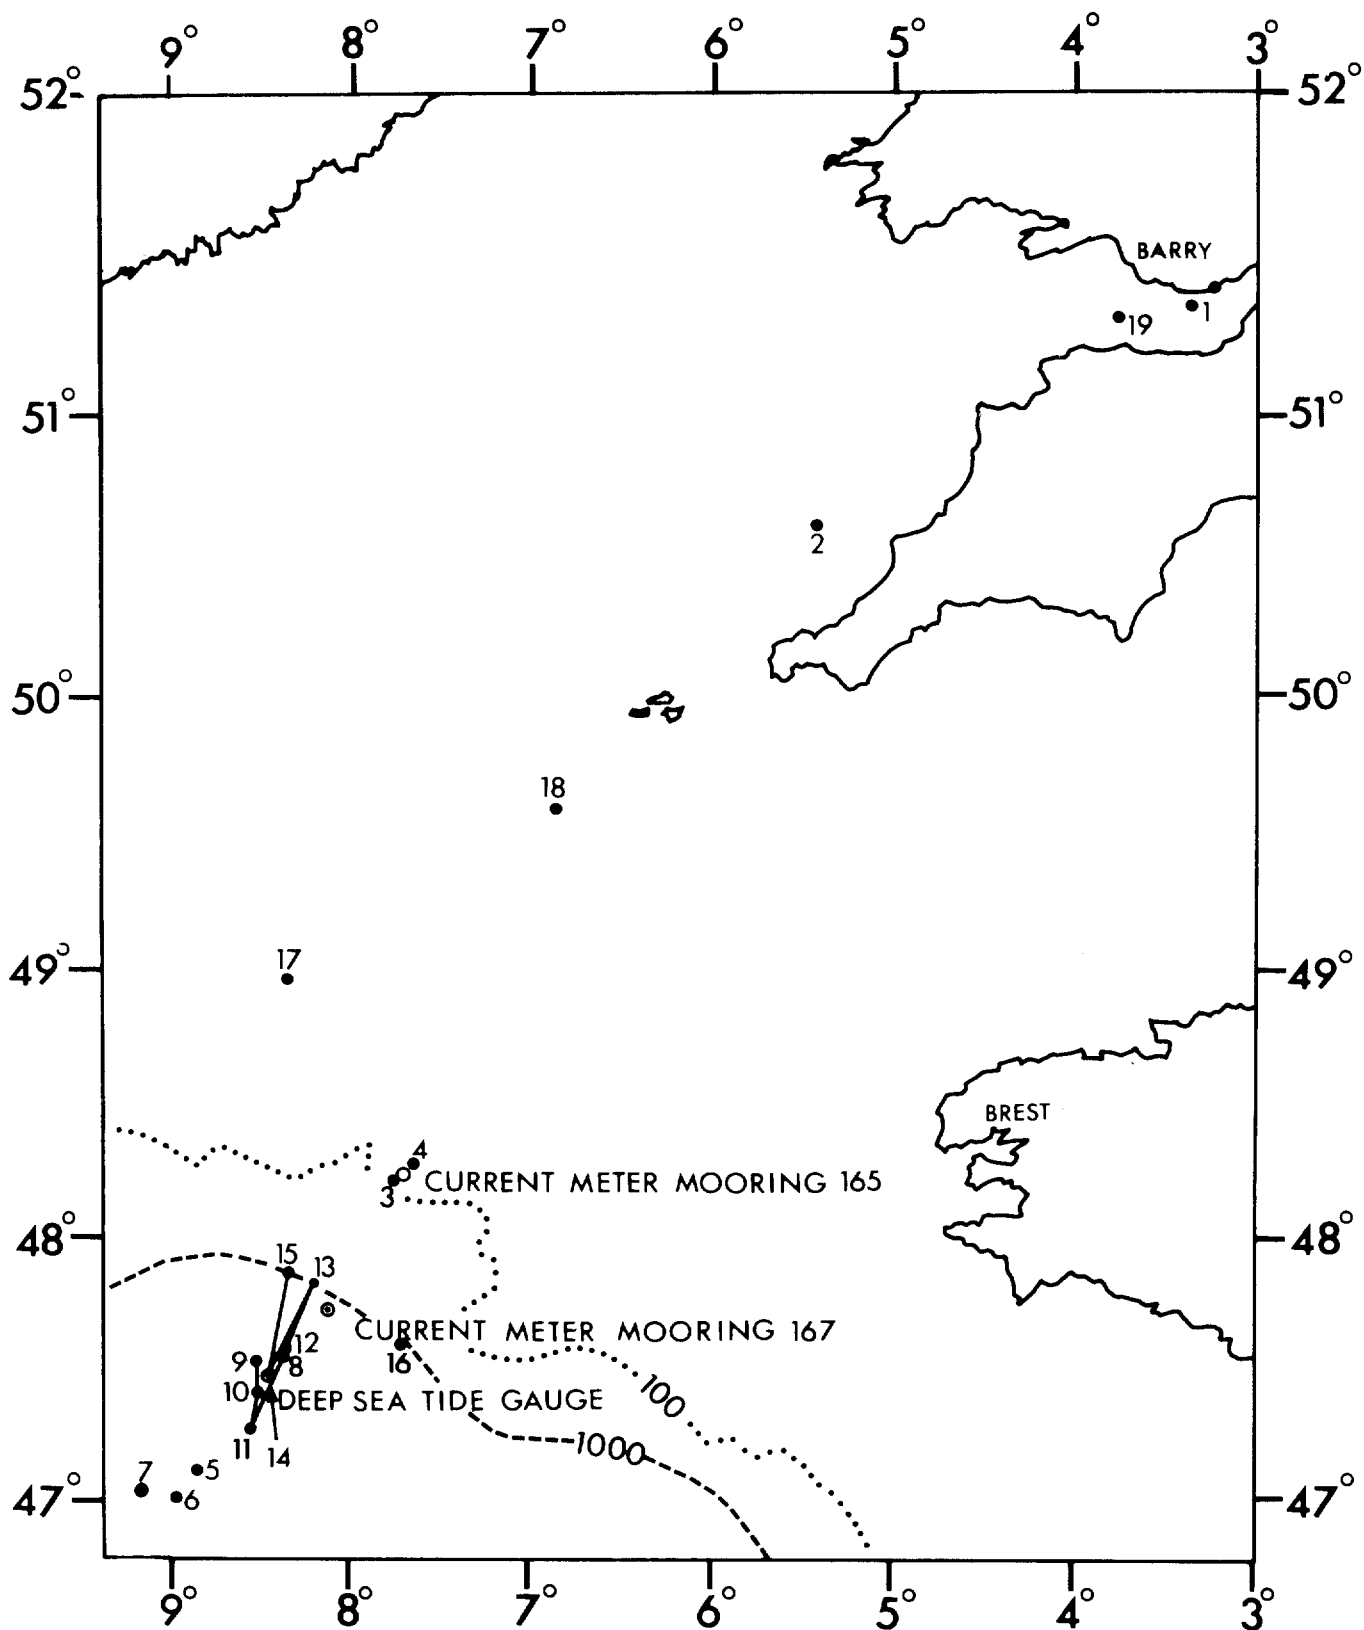 9° 8° 7° 6° 5° 4° 3°
52° 52°
BARRY
1
19
51° 51°
2
50° 50°
18
17
49° 49°
BREST
4
CURRENT METER MOORING 165
3
48° 48°
15 13
CURRENT METER MOORING 167
12
9 8 16
10 DEEP SEA TIDE GAUGE 100
11 14 1000
7 5
6
47° 47°
9° 8° 7° 6° 5° 4° 3°